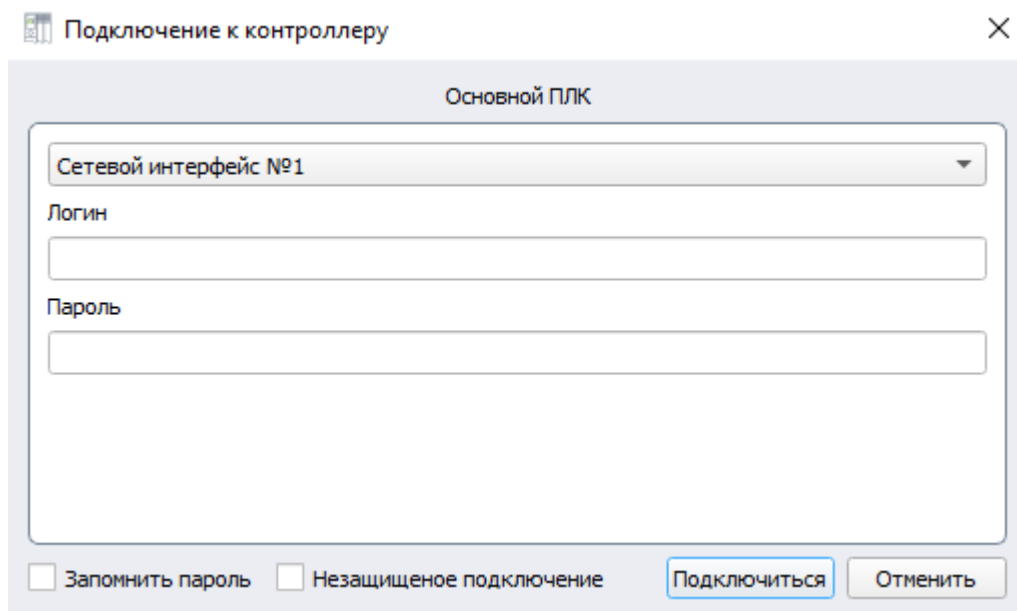 Подключение к контроллеру
Основной ПЛК
Сетевой интерфейс №1
Логин
Пароль
Запомнить пароль Незащищеное подключение Подключиться Отменить